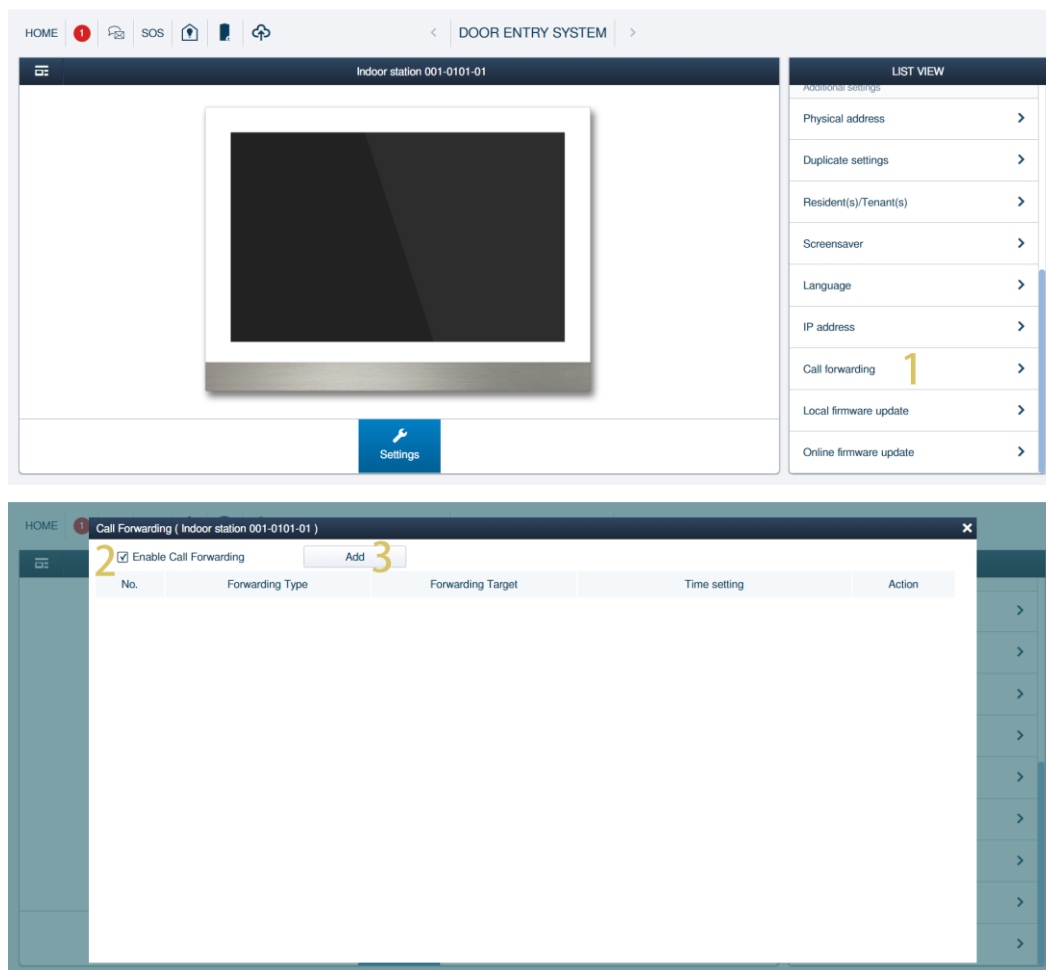 HOME 1 SOS DOOR ENTRY SYSTEM
Indoor station 001-0101-01
LIST VIEW
Additional settings
Physical address
Duplicate settings
Resident(s)/Tenant(s)
Screensaver
Language
IP address
Call forwarding 1
Local firmware update
Online firmware update
Settings
HOME 1
Call Forwarding ( Indoor station 001-0101-01 )
2 Enable Call Forwarding Add 3
No. Forwarding Type Forwarding Target Time setting Action